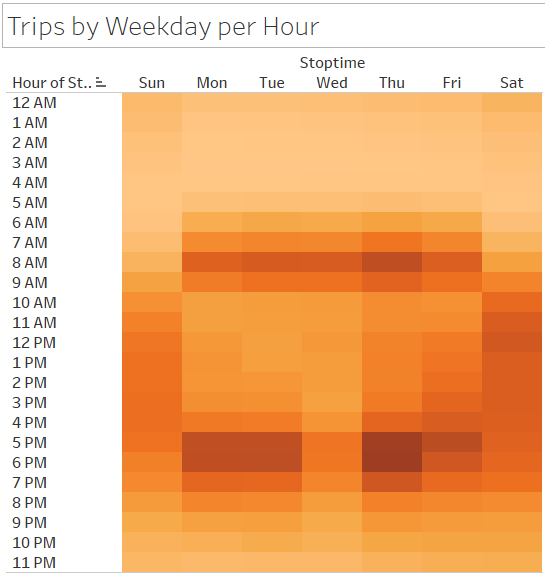 Trips by Weekday per Hour
Stoptime
Hour of St.. Sun Mon Tue Wed Thu Fri Sat
12 AM
1 AM
2 AM
3 AM
4 AM
5 AM
6 AM
7 AM
8 AM
9 AM
10 AM
11 AM
12 PM
1 PM
2 PM
3 PM
4 PM
5 PM
6 PM
7 PM
8 PM
9 PM
10 PM
11 PM